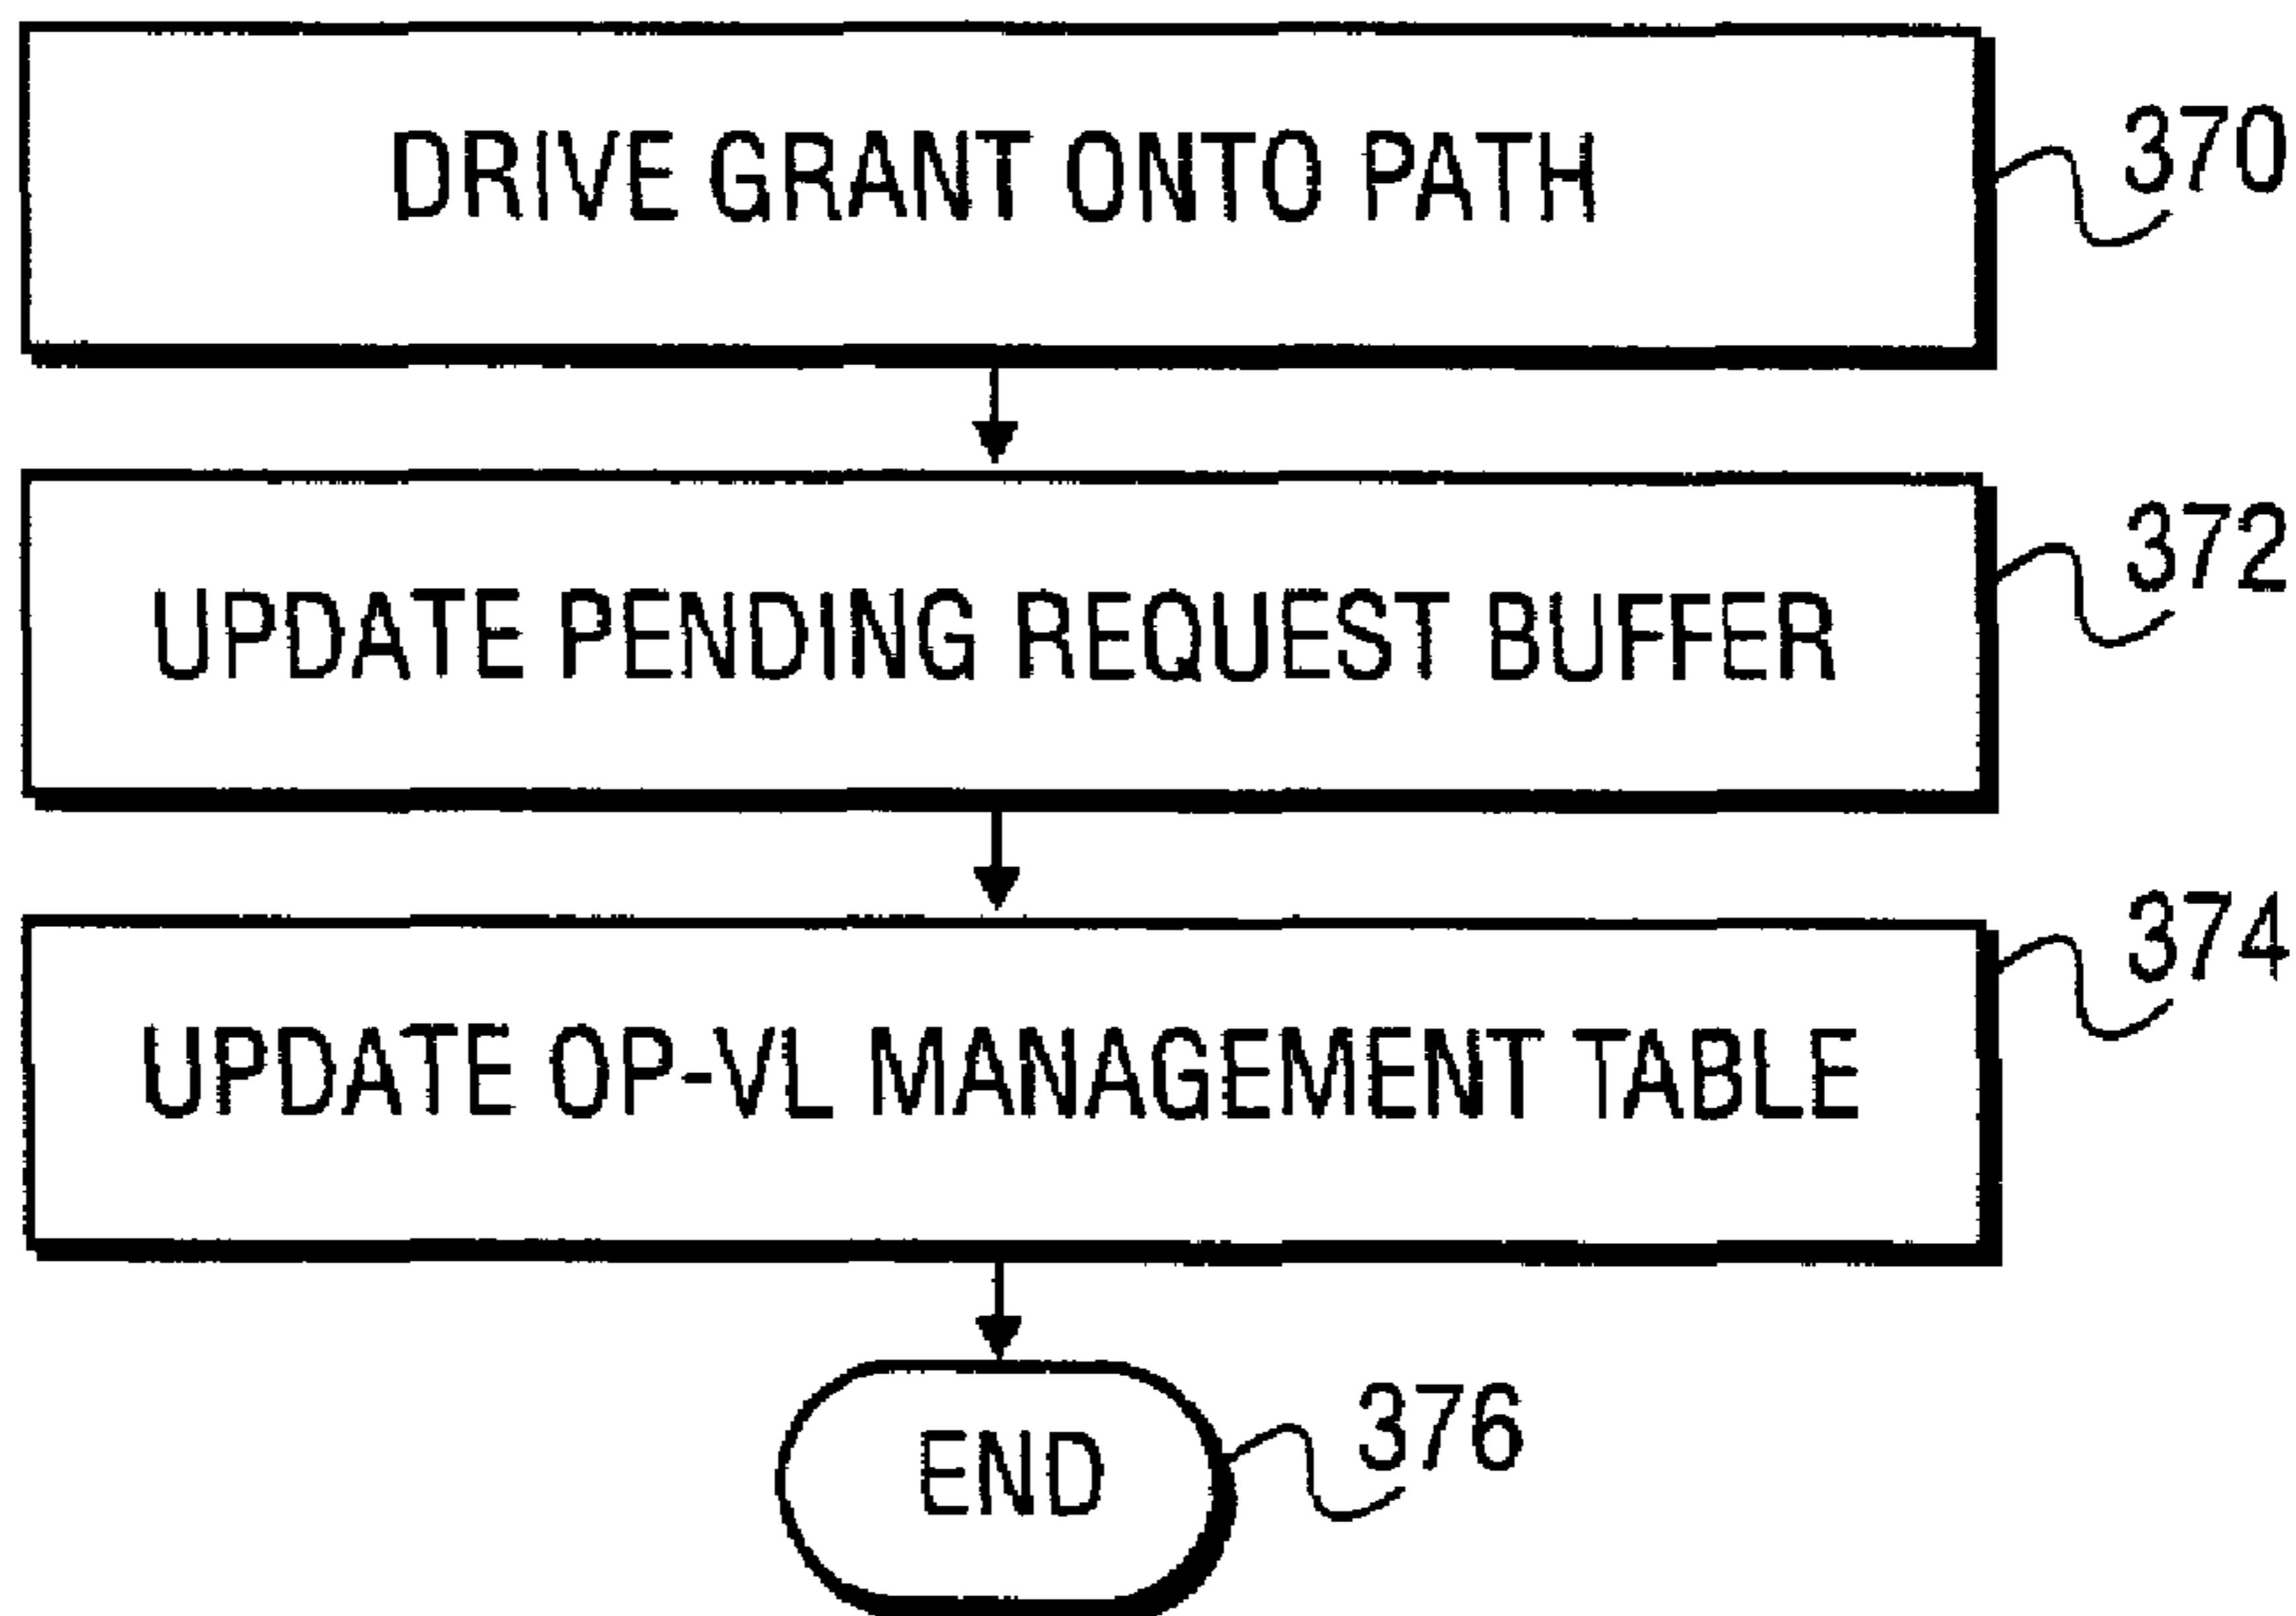 DRIVE GRANT ONTO PATH
370
UPDATE PENDING REQUEST BUFFER
372
UPDATE OP-VL MANAGEMENT TABLE
374
END
376